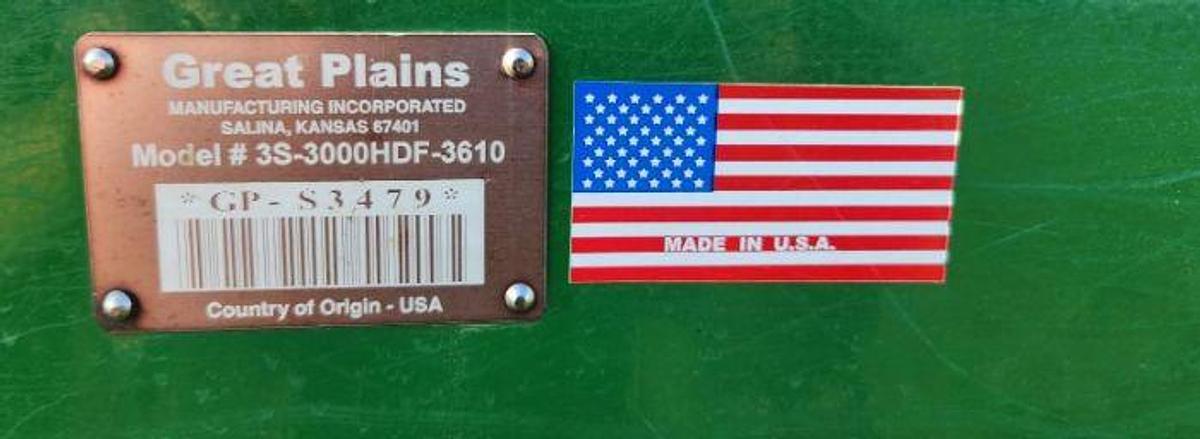 Great Plains
MANUFACTURING INCORPORATED
SALINA, KANSAS 67401
Model # 3S-3000HDF-3610
*GP-S3479*
Country of Origin - USA
MADE IN U.S.A.